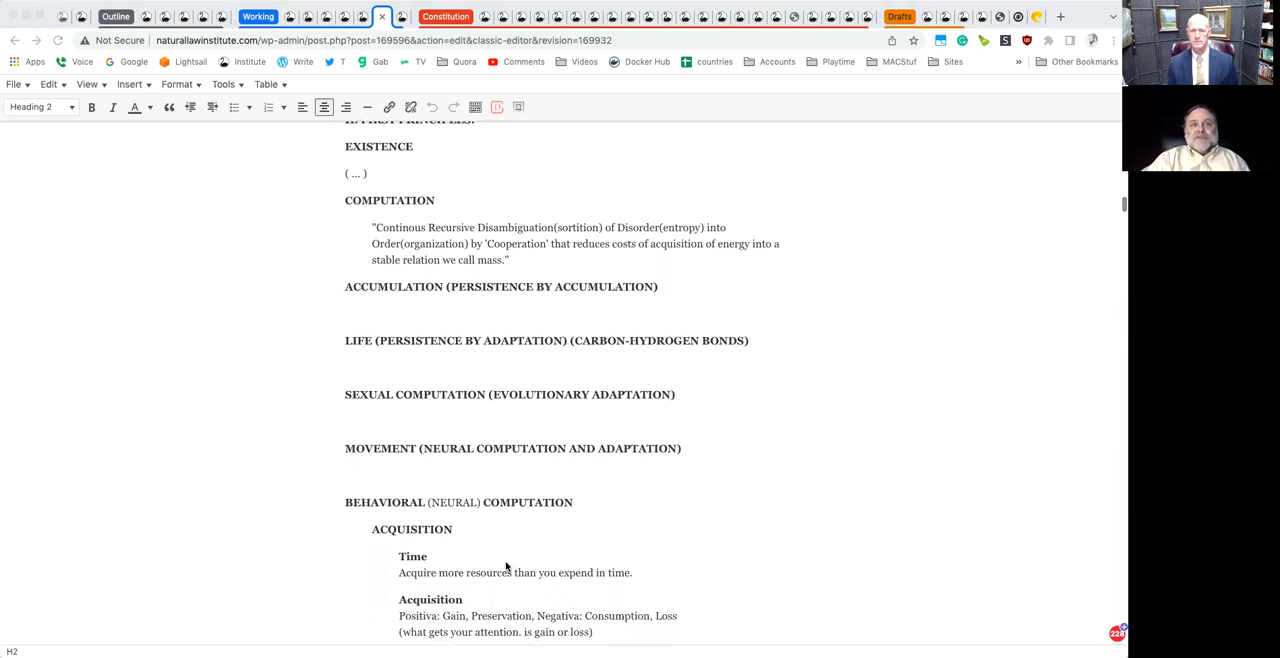 Outline Working × Constitution Drafts +
Not Secure naturallawinstitute.com/wp-admin/post.php?post=169596&action=edit&classic-editor&revision=169932
Apps Voice Google Lightsail Institute Write T Gab TV Quora Comments Videos Docker Hub countries Accounts Playtime MACStuf Sites » Other Bookmarks
File Edit View Insert Format Tools Table
Heading 2 B I A
II. FIRST PRINCIPLES.
EXISTENCE
( ... )
COMPUTATION
"Continous Recursive Disambiguation(sortition) of Disorder(entropy) into
Order(organization) by 'Cooperation' that reduces costs of acquisition of energy into a
stable relation we call mass."
ACCUMULATION (PERSISTENCE BY ACCUMULATION)
LIFE (PERSISTENCE BY ADAPTATION) (CARBON-HYDROGEN BONDS)
SEXUAL COMPUTATION (EVOLUTIONARY ADAPTATION)
MOVEMENT (NEURAL COMPUTATION AND ADAPTATION)
BEHAVIORAL (NEURAL) COMPUTATION
ACQUISITION
Time
Acquire more resources than you expend in time.
Acquisition
Positiva: Gain, Preservation, Negativa: Consumption, Loss
(what gets your attention. is gain or loss)
228
H2